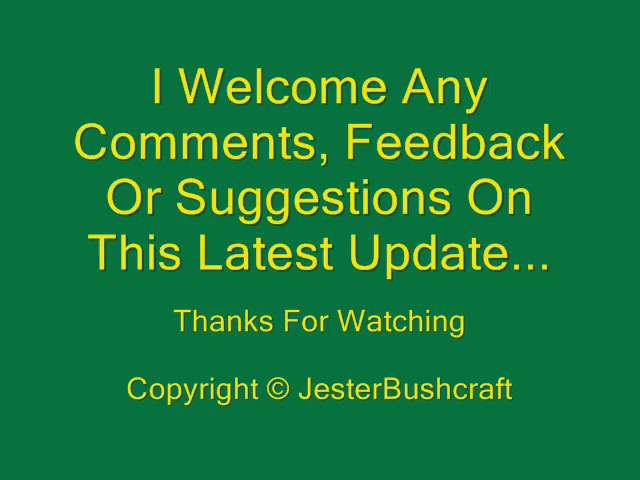 I Welcome Any
Comments, Feedback
Or Suggestions On
This Latest Update...
Thanks For Watching
Copyright © JesterBushcraft